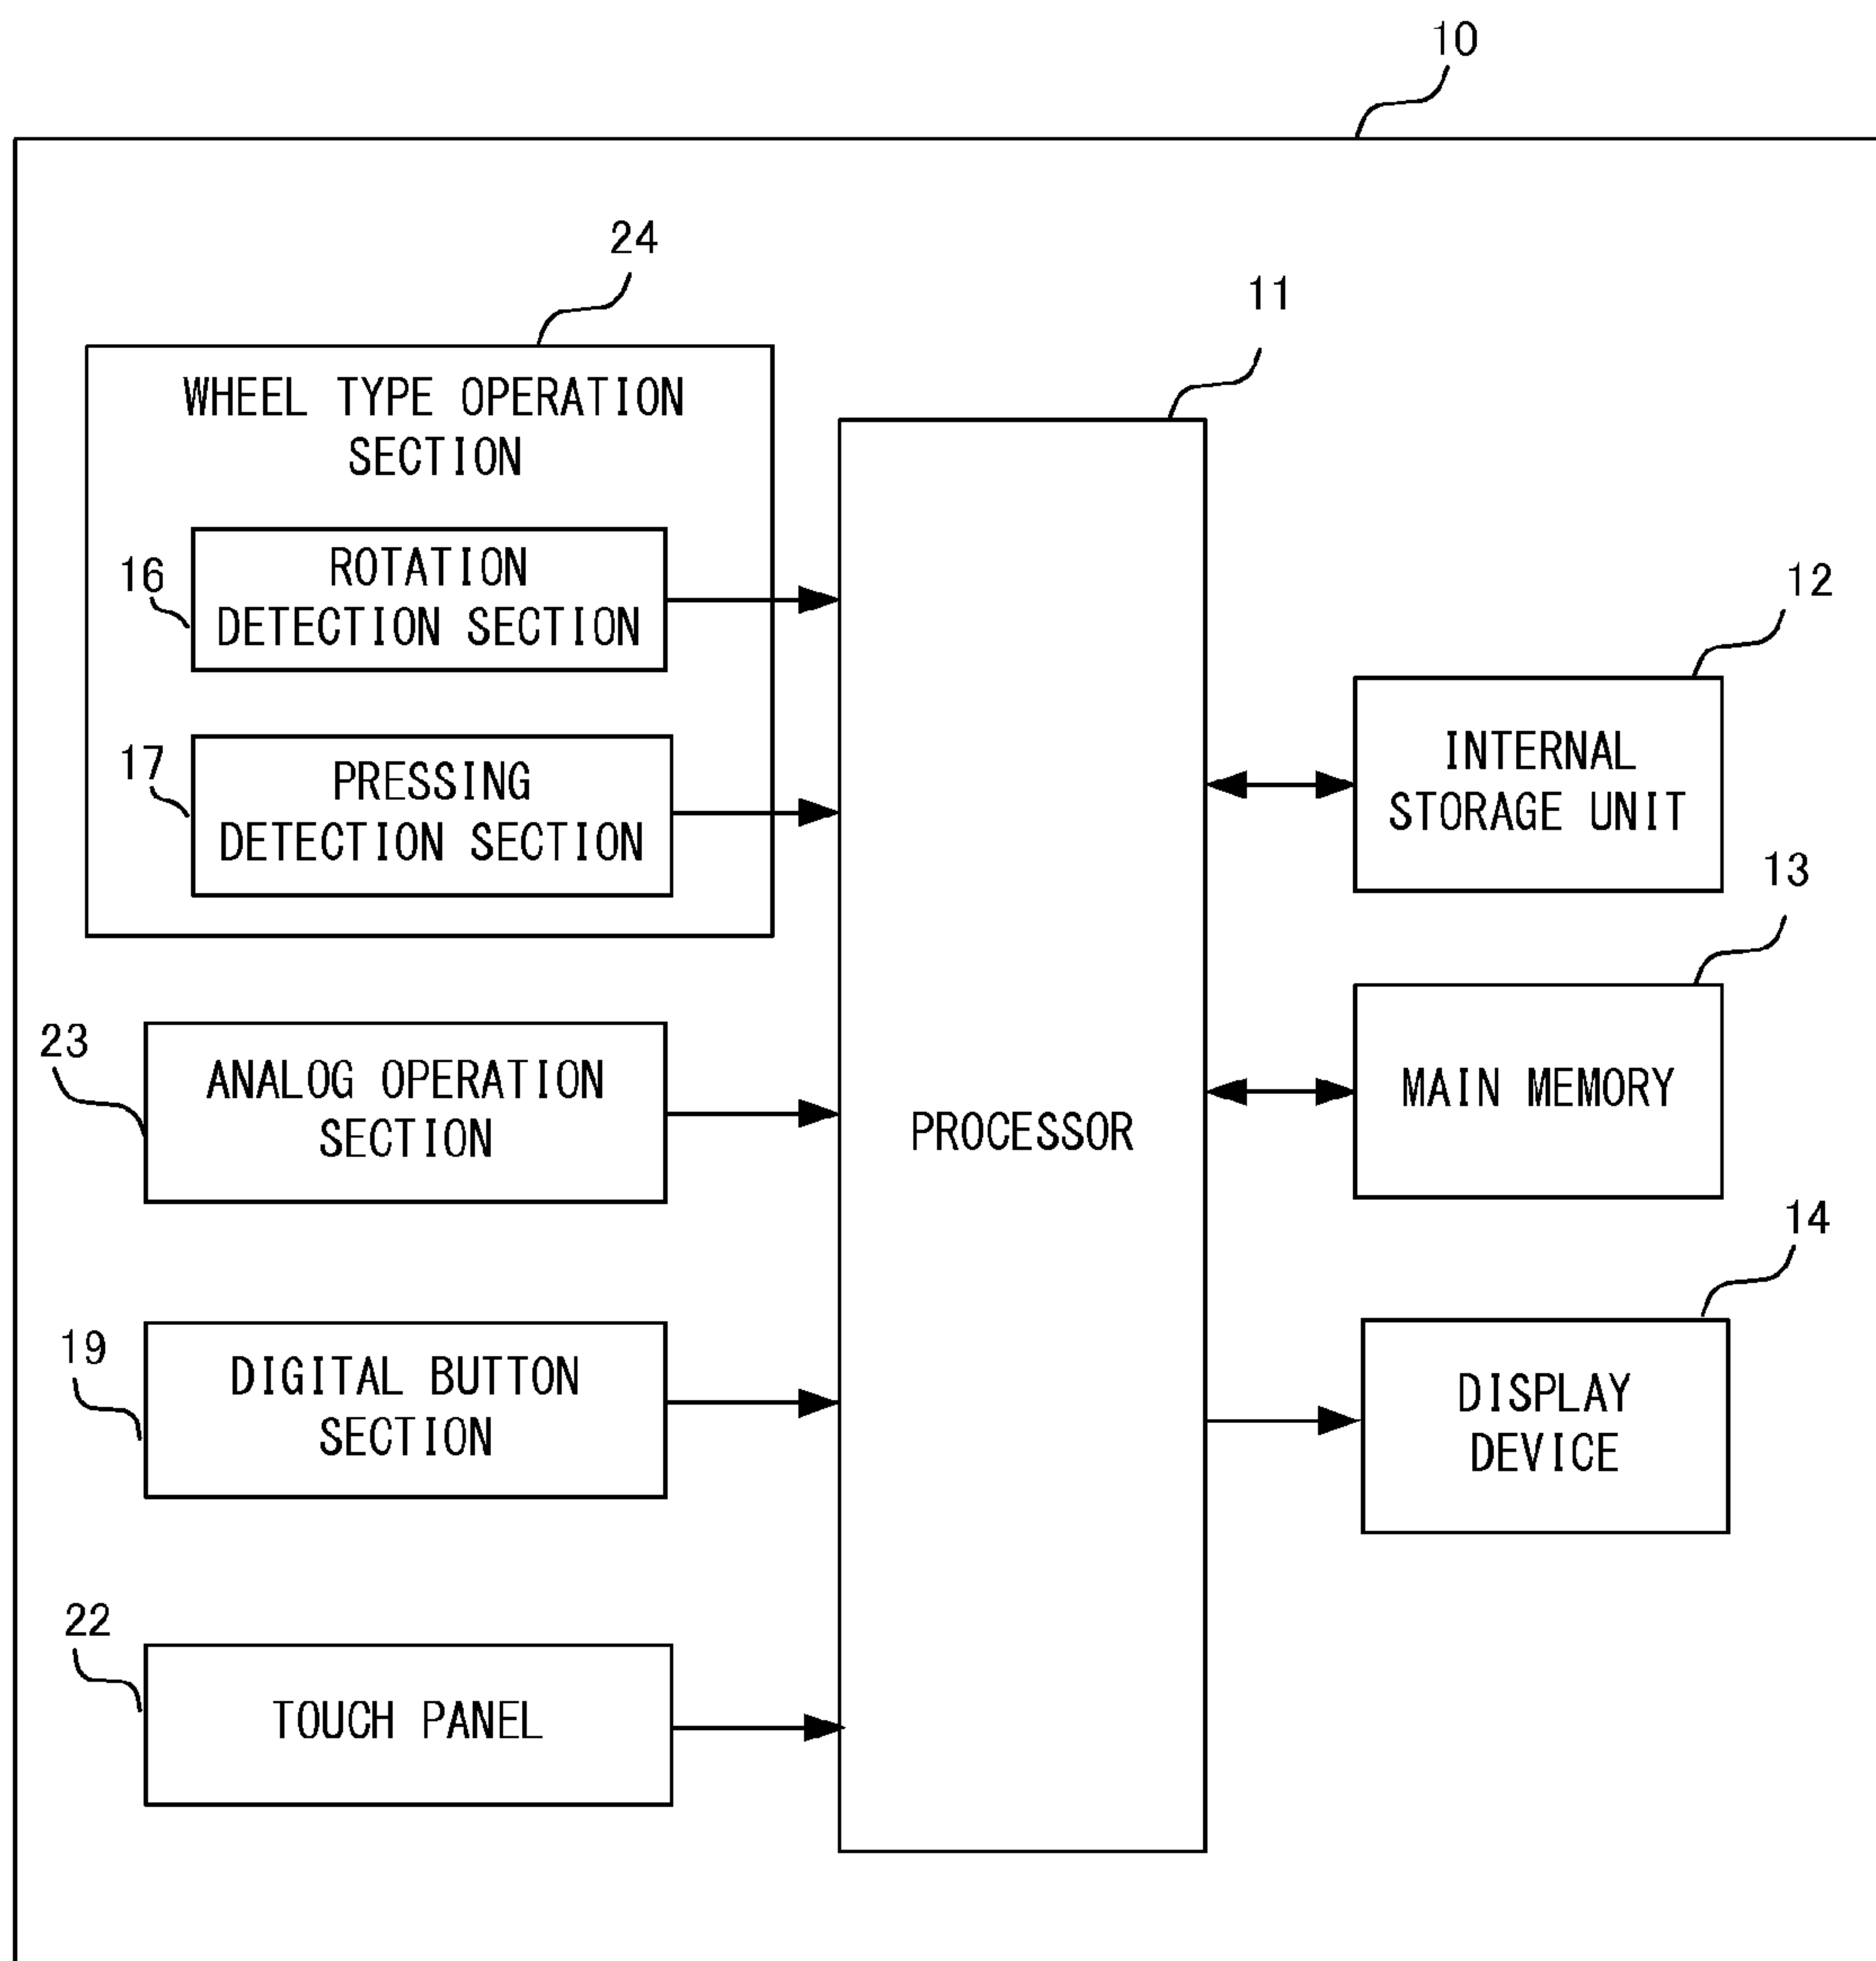 10
24
11
WHEEL TYPE OPERATION
SECTION
16
ROTATION
DETECTION SECTION
17
PRESSING
DETECTION SECTION
12
INTERNAL
STORAGE UNIT
13
MAIN MEMORY
23
ANALOG OPERATION
SECTION
PROCESSOR
14
DISPLAY
DEVICE
19
DIGITAL BUTTON
SECTION
22
TOUCH PANEL